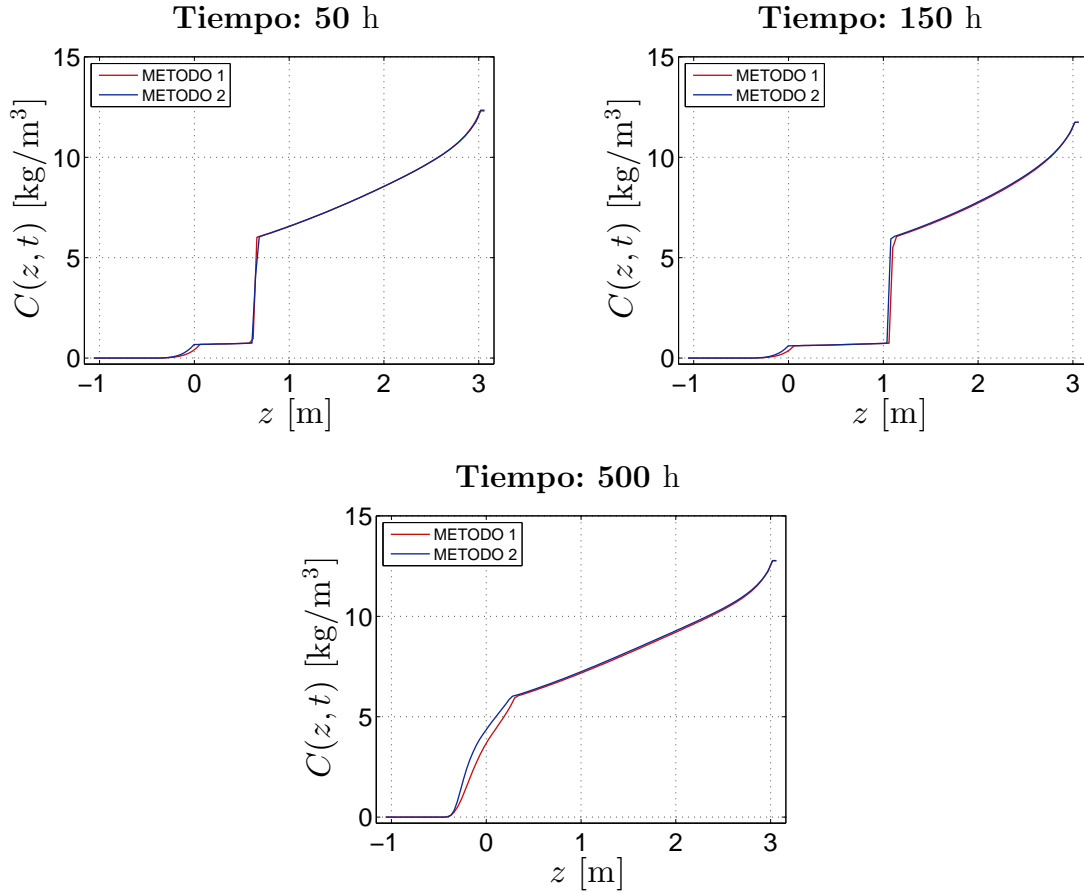 Tiempo: 50 h
15
10
5
0
C(z, t) [kg/m³]
METODO 1
METODO 2
−1 0 1 2 3
z [m]
Tiempo: 150 h
15
10
5
0
C(z, t) [kg/m³]
METODO 1
METODO 2
−1 0 1 2 3
z [m]
Tiempo: 500 h
15
10
5
0
C(z, t) [kg/m³]
METODO 1
METODO 2
−1 0 1 2 3
z [m]